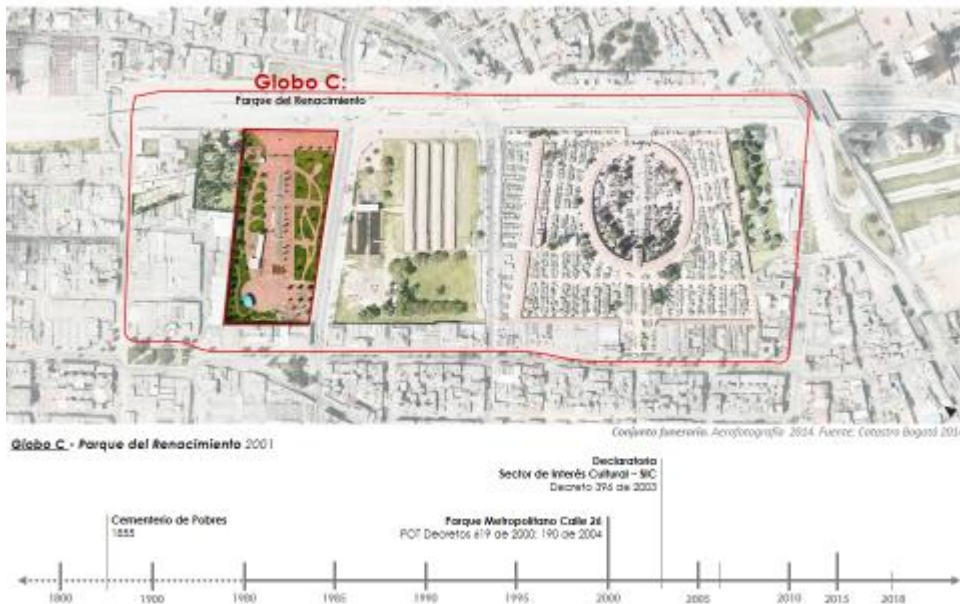 Globo C:
Parque del Renacimiento
Conjunto funerario. Aerofotografía 2014. Fuente: Catastro Bogotá 201
Globo C - Parque del Renacimiento 2001
Declaratoria
Sector de Interés Cultural – SIC
Decreto 396 de 2003
Cementerio de Pobres
1855
Parque Metropolitano Calle 26
POT Decretos 619 de 2000; 190 de 2004
1800 1900 1980 1985 1990 1995 2000 2005 2010 2015 2018